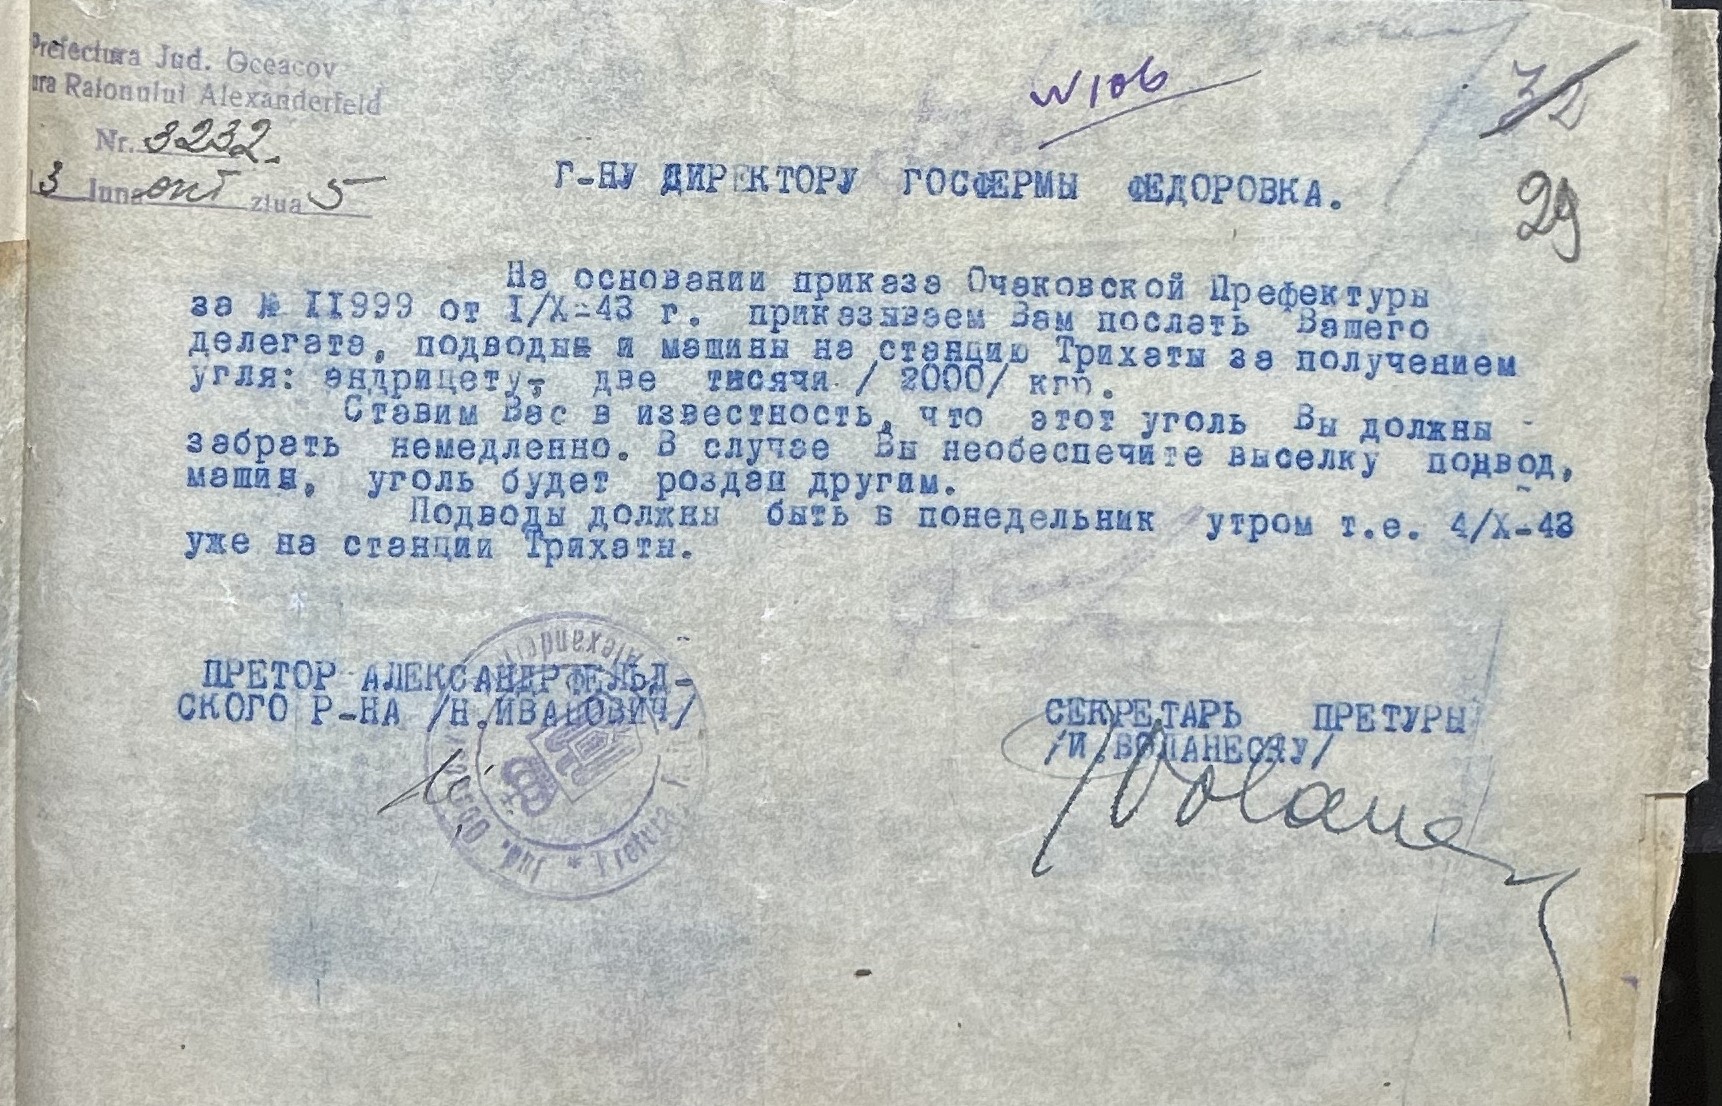 Prefectura Jud. Oceacov
ura Raionului Alexanderfeld
Nr. 3232.
3 luna окт ziua 5
N 106
32
29
Г-НУ ДИРЕКТОРУ ГОСФЕРМЫ ФЕДОРОВКА.
На основании приказа Очаковской Префектуры
за № II999 от I/X-43 г. приказываем Вам послать Вашего
делегата, подводы и машины на станцию Трихаты за получением
угля: андрицету, две тысячи / 2000/ кгр.
Ставим Вас в известность, что этот уголь Вы должны
забрать немедленно. В случае Вы необеспечите выселку подвод,
машин, уголь будет роздан другим.
Подводы должны быть в понедельник утром т.е. 4/X-43
уже на станции Трихаты.
ПРЕТОР АЛЕКСАНДРФЕЛЬД-
СКОГО Р-НА /Н.ИВАНОВИЧ/
СЕКРЕТАРЬ ПРЕТУРЫ
/И.ВОЛАНЕСКУ/
Jud.